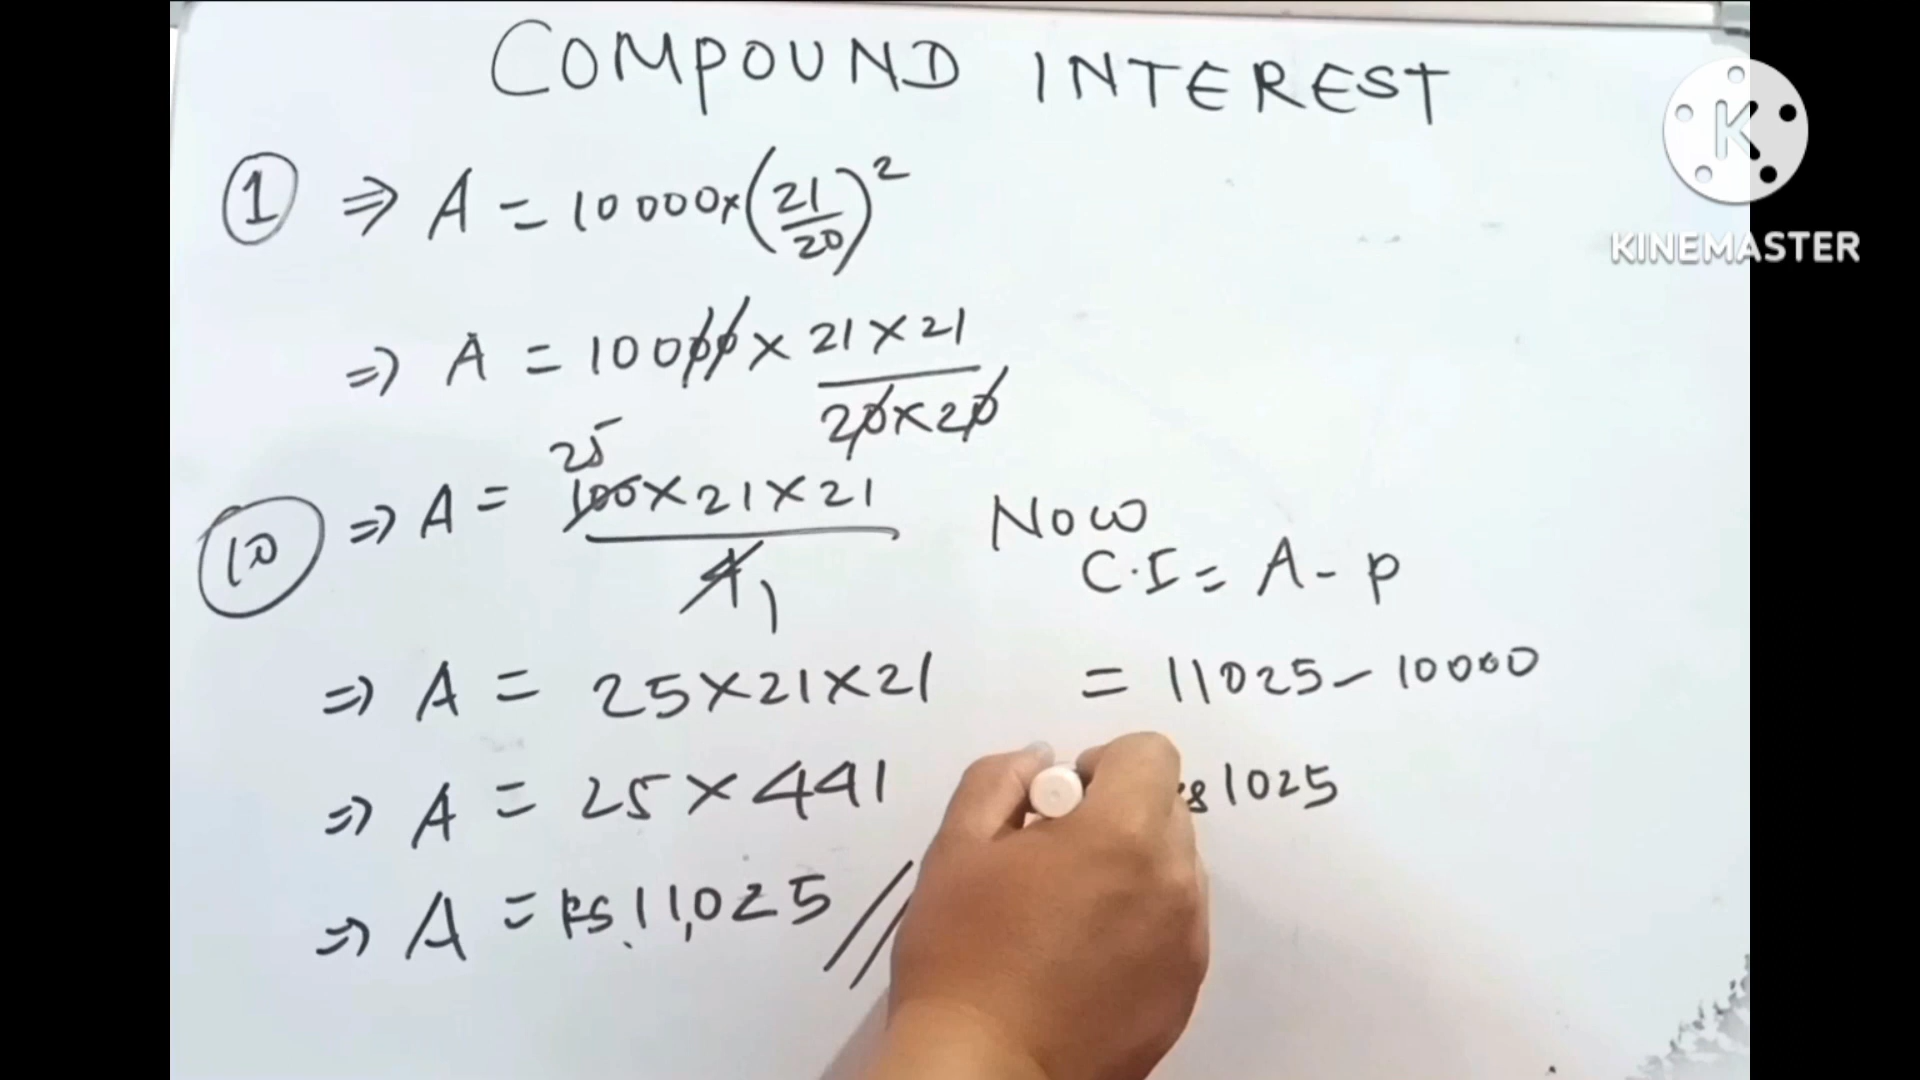 COMPOUND INTEREST
K
KINEMASTER
① ⇒ A = 10000×(21/20)²
⇒ A = 10000 × 21×21/20×20
25
⑩ ⇒ A = 100×21×21/4 1
⇒ A = 25×21×21
⇒ A = 25×441
⇒ A = Rs.11,025 //
Now
C.I = A - P
= 11025 - 10000
Rs 1025